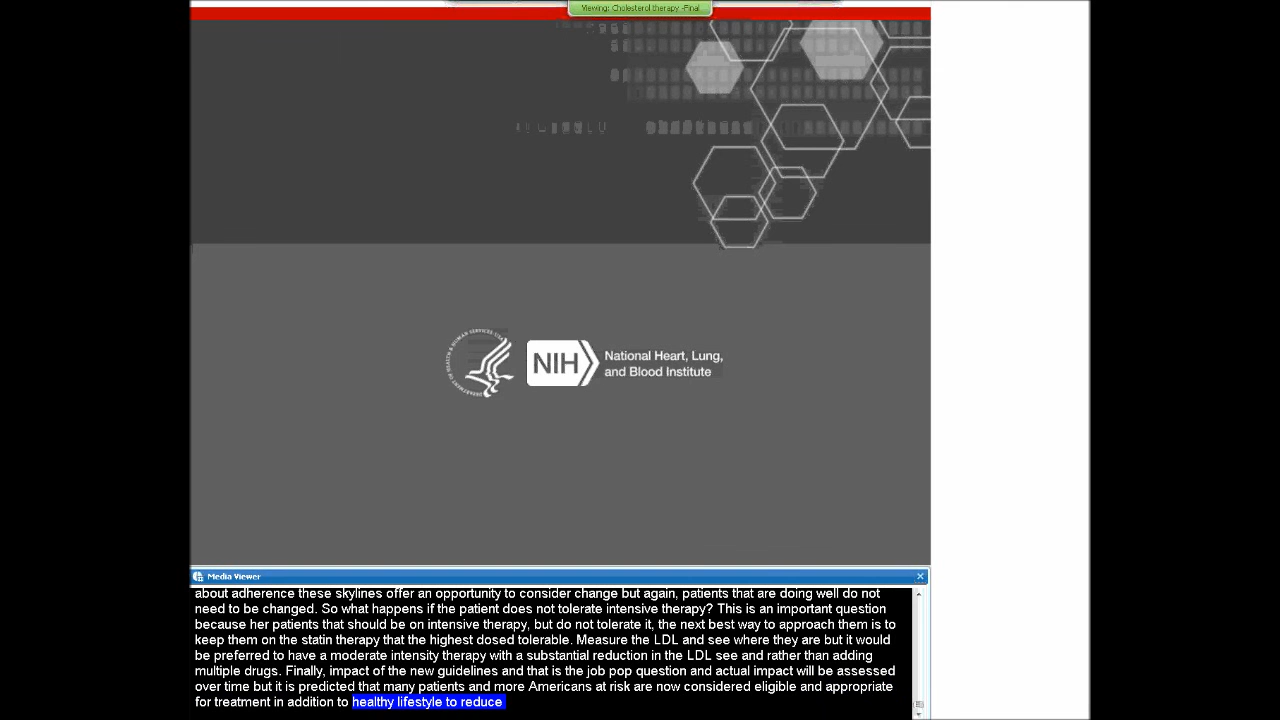 Viewing: Cholesterol therapy -Final
DEPARTMENT OF HEALTH & HUMAN SERVICES·USA
NIH
National Heart, Lung,
and Blood Institute
Media Viewer
about adherence these skylines offer an opportunity to consider change but again, patients that are doing well do not
need to be changed. So what happens if the patient does not tolerate intensive therapy? This is an important question
because her patients that should be on intensive therapy, but do not tolerate it, the next best way to approach them is to
keep them on the statin therapy that the highest dosed tolerable. Measure the LDL and see where they are but it would
be preferred to have a moderate intensity therapy with a substantial reduction in the LDL see and rather than adding
multiple drugs. Finally, impact of the new guidelines and that is the job pop question and actual impact will be assessed
over time but it is predicted that many patients and more Americans at risk are now considered eligible and appropriate
for treatment in addition to healthy lifestyle to reduce